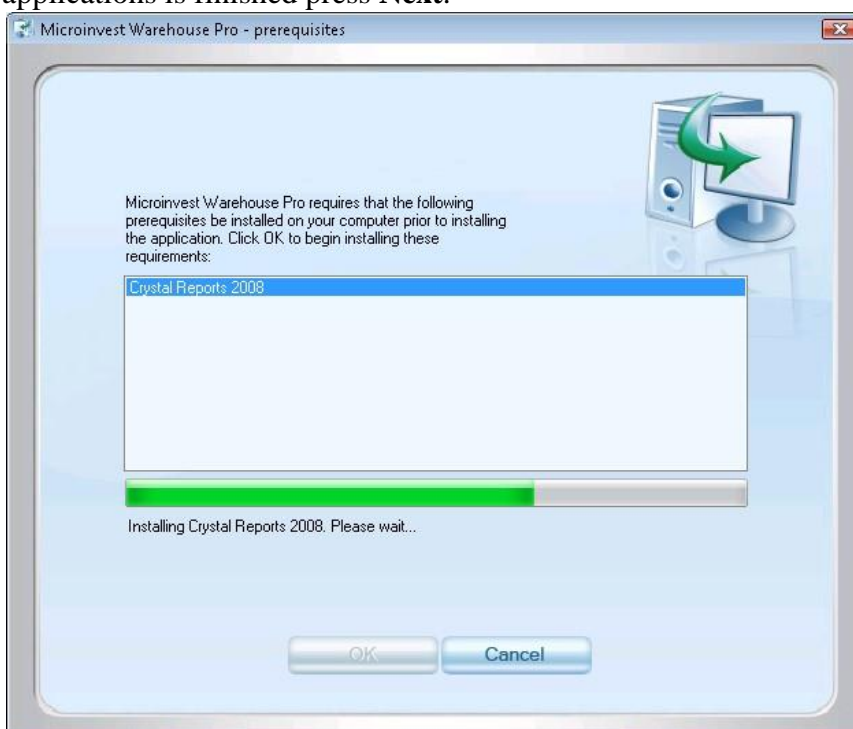 applications is finished press Next.
Microinvest Warehouse Pro - prerequisites
Microinvest Warehouse Pro requires that the following
prerequisites be installed on your computer prior to installing
the application. Click OK to begin installing these
requirements:
Crystal Reports 2008
Installing Crystal Reports 2008. Please wait...
OK
Cancel